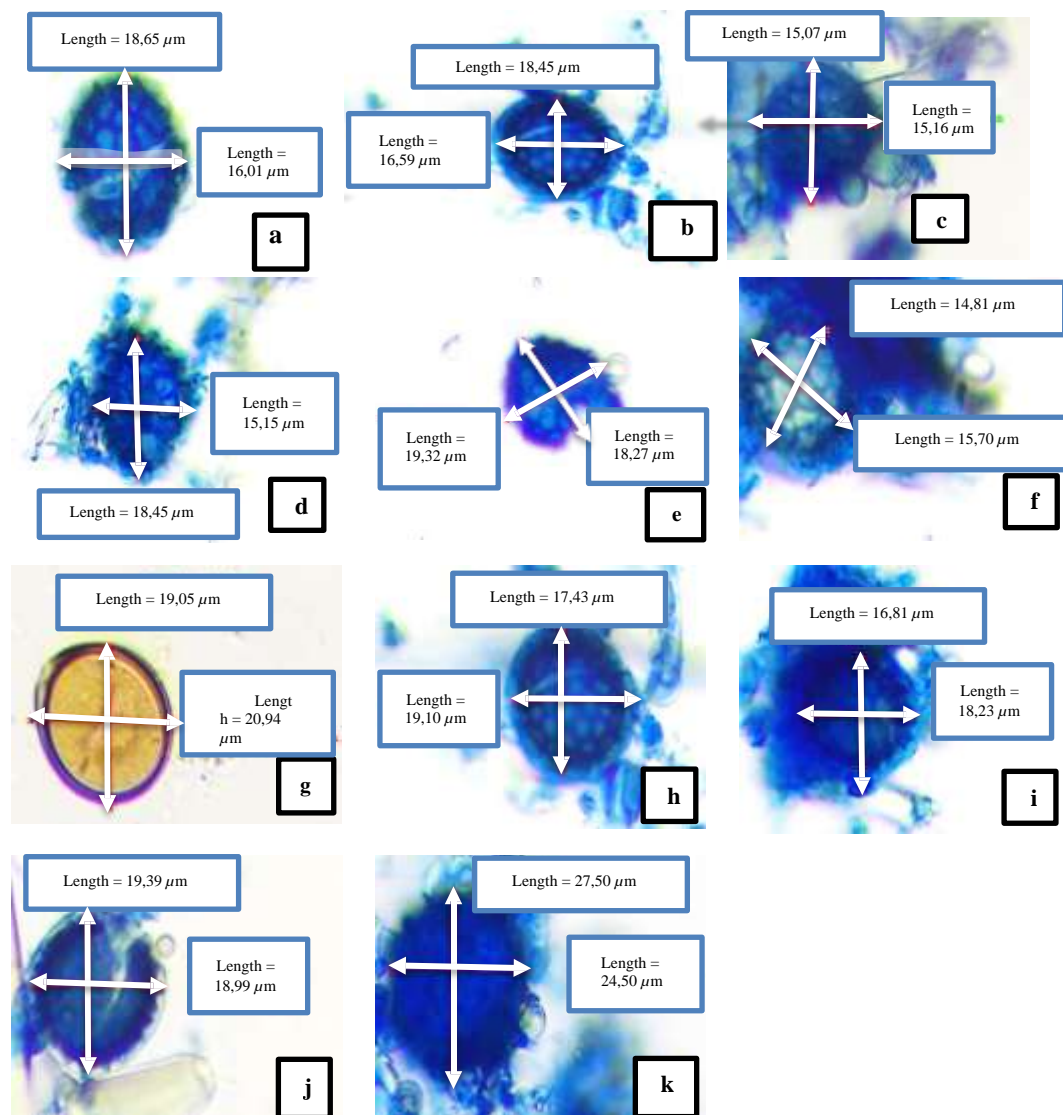 Length = 18,65 µm
Length =
16,01 µm
a
Length = 18,45 µm
Length =
16,59 µm
b
Length = 15,07 µm
Length =
15,16 µm
c
Length =
15,15 µm
Length = 18,45 µm
d
Length =
19,32 µm
Length =
18,27 µm
e
Length = 14,81 µm
Length = 15,70 µm
f
Length = 19,05 µm
Lengt
h = 20,94
µm
g
Length = 17,43 µm
Length =
19,10 µm
h
Length = 16,81 µm
Length =
18,23 µm
i
Length = 19,39 µm
Length =
18,99 µm
j
Length = 27,50 µm
Length =
24,50 µm
k